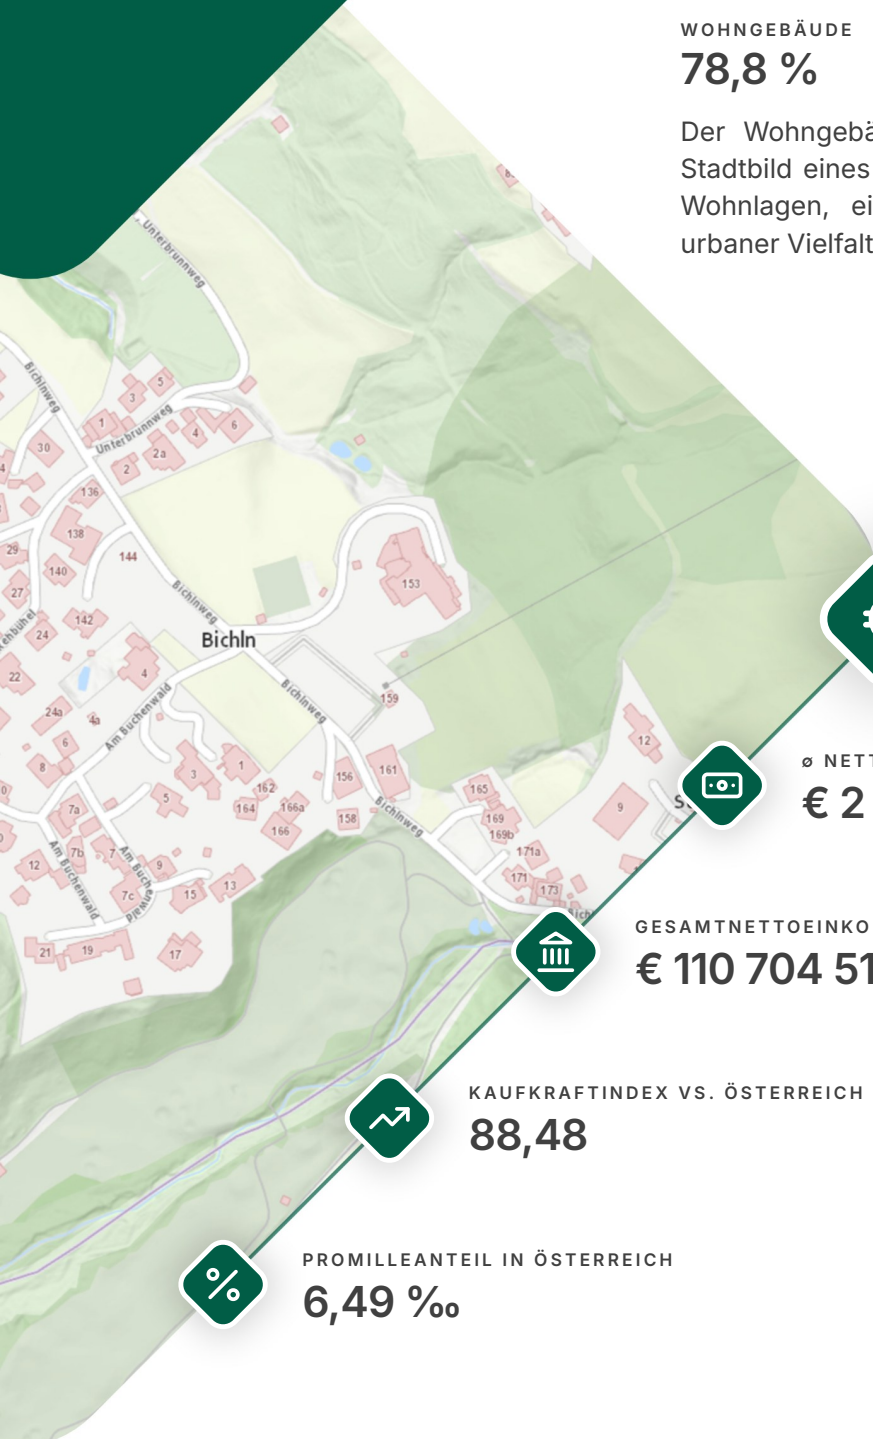 WOHNGEBÄUDE
78,8 %
Der Wohngebä
Stadtbild eines
Wohnlagen, ei
urbaner Vielfalt
Unterbrunnweg
Bichlnweg
5
3
1
Unterbrunnweg
4
6
30
2a
2
136
138
144
29
140
27
153
Bichlnweg
142
24
Bichln
22
4
Bichlnweg
159
24a
4a
Am Buchenwald
6
12
8
3
1
156
161
162
165
5
7a
164
166a
158
Bichlnweg
9
166
169
169b
7b
7
171a
12
9
Am Buchenwald
Am Buchenwald
171
173
13
7c
15
21
19
17
ø NETT
€ 2
GESAMTNETTOEINKO
€ 110 704 51
KAUFKRAFTINDEX VS. ÖSTERREICH
88,48
PROMILLEANTEIL IN ÖSTERREICH
6,49 ‰